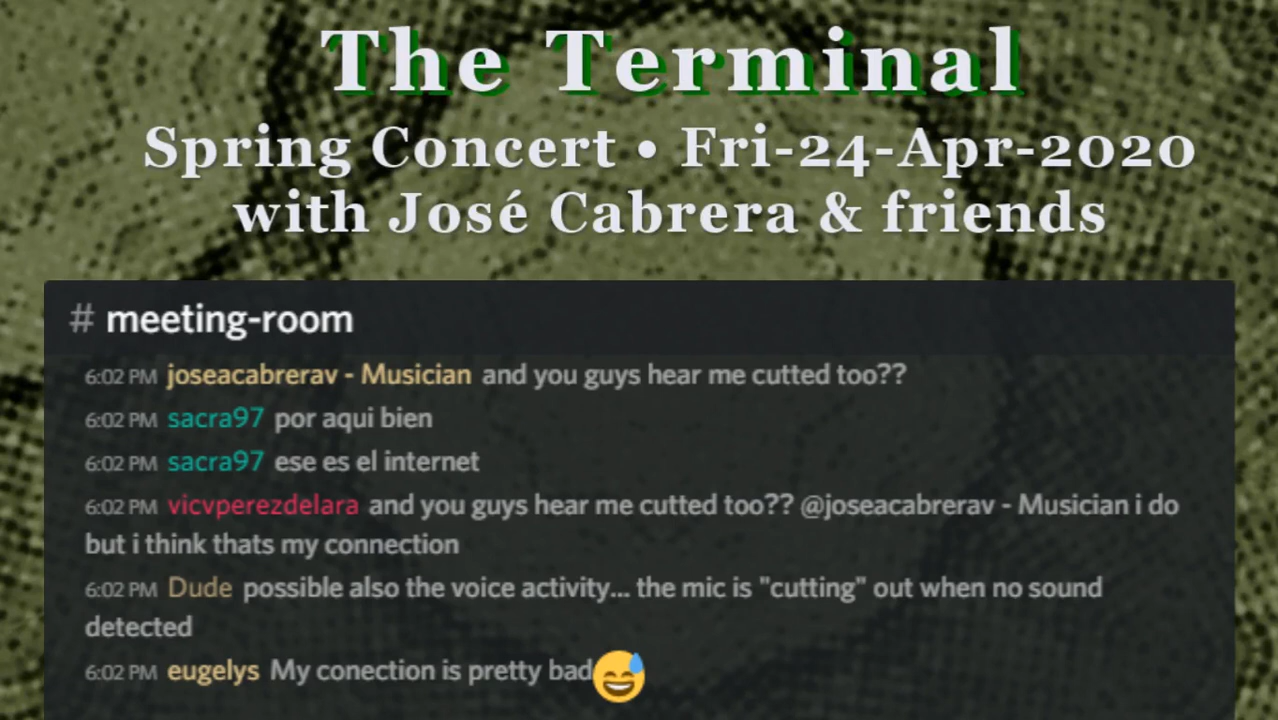 The Terminal
Spring Concert • Fri-24-Apr-2020
with José Cabrera & friends
# meeting-room
6:02 PM joseacabrerav - Musician and you guys hear me cutted too??
6:02 PM sacra97 por aqui bien
6:02 PM sacra97 ese es el internet
6:02 PM vicvperezdelara and you guys hear me cutted too?? @joseacabrerav - Musician i do
but i think thats my connection
6:02 PM Dude possible also the voice activity... the mic is "cutting" out when no sound
detected
6:02 PM eugelys My conection is pretty bad😅